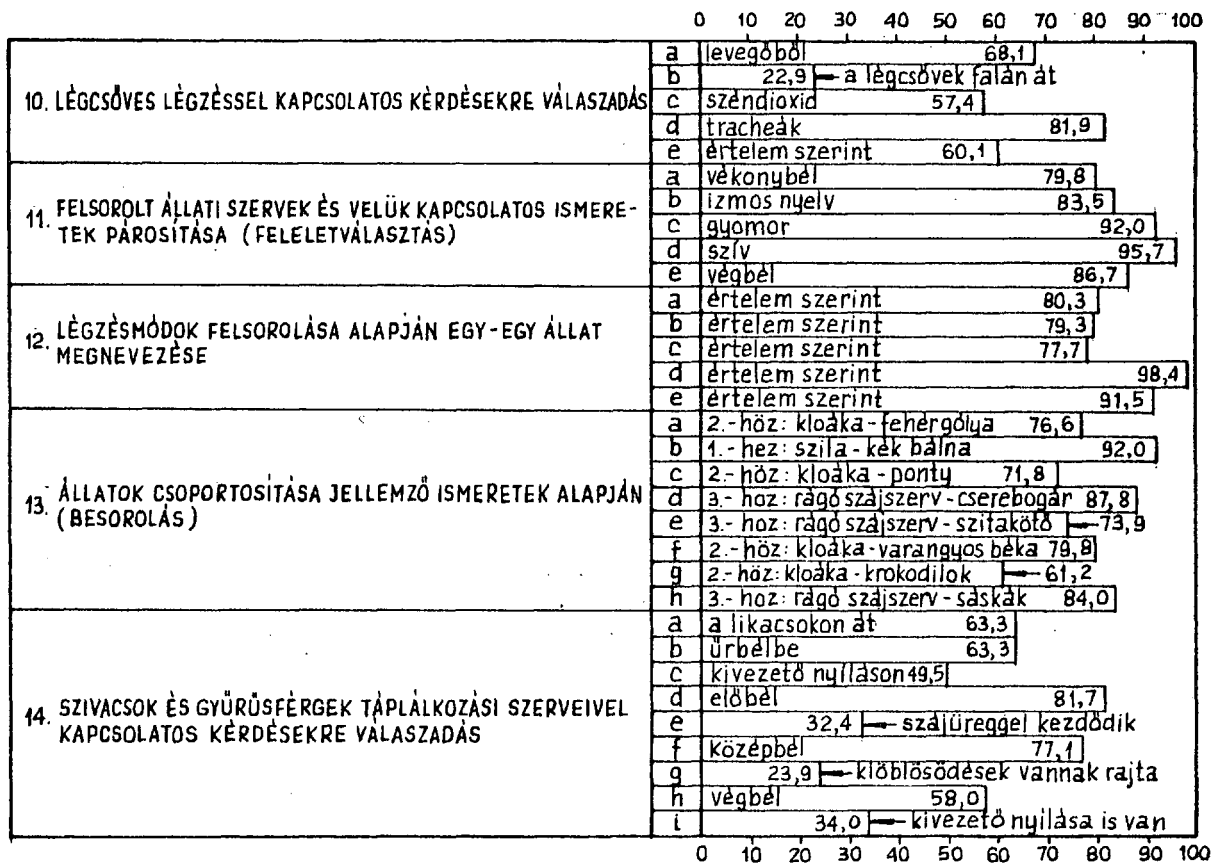 0 10 20 30 40 50 60 70 80 90 100
10. LÉGCSÖVES LÉGZÉSSEL KAPCSOLATOS KÉRDÉSEKRE VÁLASZADÁS
a levegőből 68,1
b 22,9 a légcsövek falán át
c széndioxid 57,4
d tracheák 81,9
e értelem szerint 60,1
11. FELSOROLT ÁLLATI SZERVEK ÉS VELÜK KAPCSOLATOS ISMERE-
TEK PÁROSÍTÁSA (FELELETVÁLASZTÁS)
a vékonybél 79,8
b izmos nyelv 83,5
c gyomor 92,0
d szív 95,7
e végbél 86,7
12. LÉGZÉSMÓDOK FELSOROLÁSA ALAPJÁN EGY-EGY ÁLLAT
MEGNEVEZÉSE
a értelem szerint 80,3
b értelem szerint 79,3
c értelem szerint 77,7
d értelem szerint 98,4
e értelem szerint 91,5
13. ÁLLATOK CSOPORTOSÍTÁSA JELLEMZŐ ISMERETEK ALAPJÁN
(BESOROLÁS)
a 2.-höz: kloáka-fehérgólya 76,6
b 1.-hez: szila-kék bálna 92,0
c 2.-höz: kloáka-ponty 71,8
d 3.-hoz: rágó szájszerv-cserebogár 87,8
e 3.-hoz: rágó szájszerv-szitakötő 73,9
f 2.-höz: kloáka-varangyos béka 79,8
g 2.-höz: kloáka-krokodilok 61,2
h 3.-hoz: rágó szájszerv-sáskák 84,0
14. SZIVACSOK ÉS GYŰRŰSFÉRGEK TÁPLÁLKOZÁSI SZERVEIVEL
KAPCSOLATOS KÉRDÉSEKRE VÁLASZADÁS
a a likacsokon át 63,3
b űrbélbe 63,3
c kivezető nyíláson 49,5
d előbél 81,7
e 32,4 szájüreggel kezdődik
f középbél 77,1
g 23,9 kiöblösödések vannak rajta
h végbél 58,0
i 34,0 kivezető nyílása is van
0 10 20 30 40 50 60 70 80 90 100